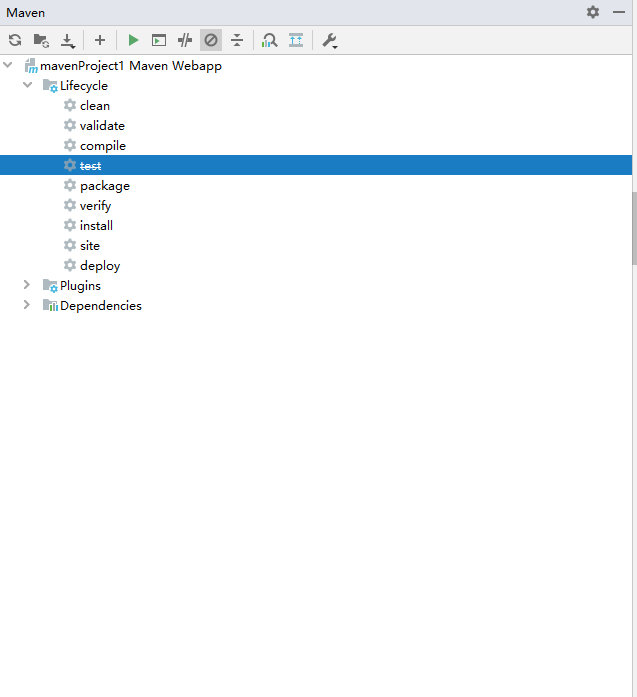 Maven
mavenProject1 Maven Webapp
Lifecycle
clean
validate
compile
test
package
verify
install
site
deploy
Plugins
Dependencies